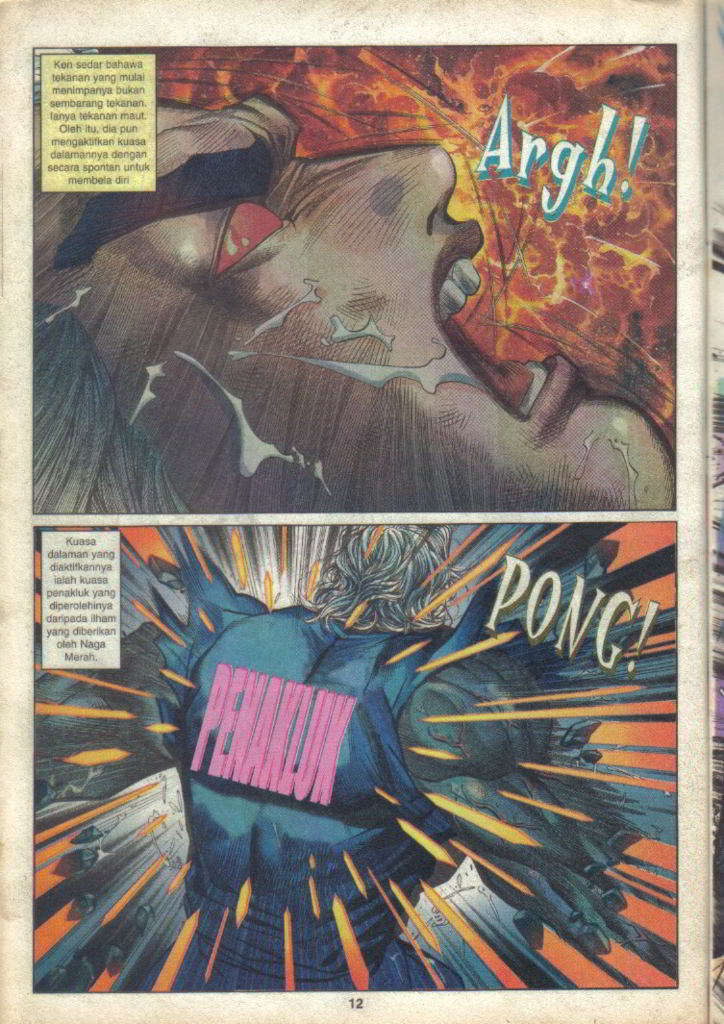 Ken sedar bahawa
tekanan yang mulai
menimpanya bukan
sembarang tekanan.
Ianya tekanan maut.
Oleh itu, dia pun
mengaktifkan kuasa
dalamannya dengan
secara spontan untuk
membela diri
Argh!
Kuasa
dalaman yang
diaktifkannya
ialah kuasa
penakluk yang
diperolehinya
daripada ilham
yang diberikan
oleh Naga
Merah.
PONG!
PENAKLUK
12